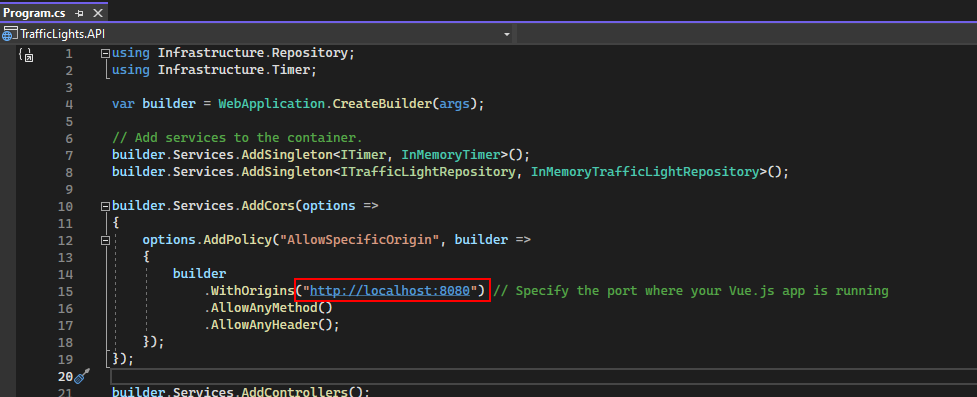 Program.cs
TrafficLights.API
1 using Infrastructure.Repository;
2 using Infrastructure.Timer;
3
4 var builder = WebApplication.CreateBuilder(args);
5
6 // Add services to the container.
7 builder.Services.AddSingleton<ITimer, InMemoryTimer>();
8 builder.Services.AddSingleton<ITrafficLightRepository, InMemoryTrafficLightRepository>();
9
10 builder.Services.AddCors(options =>
11 {
12 options.AddPolicy("AllowSpecificOrigin", builder =>
13 {
14 builder
15 .WithOrigins("http://localhost:8080") // Specify the port where your Vue.js app is running
16 .AllowAnyMethod()
17 .AllowAnyHeader();
18 });
19 });
20
21 builder.Services.AddControllers();